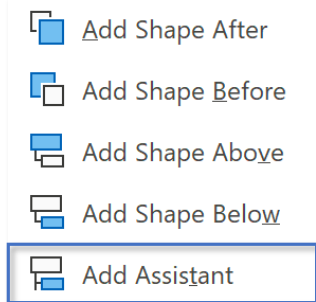 Add Shape After
Add Shape Before
Add Shape Above
Add Shape Below
Add Assistant